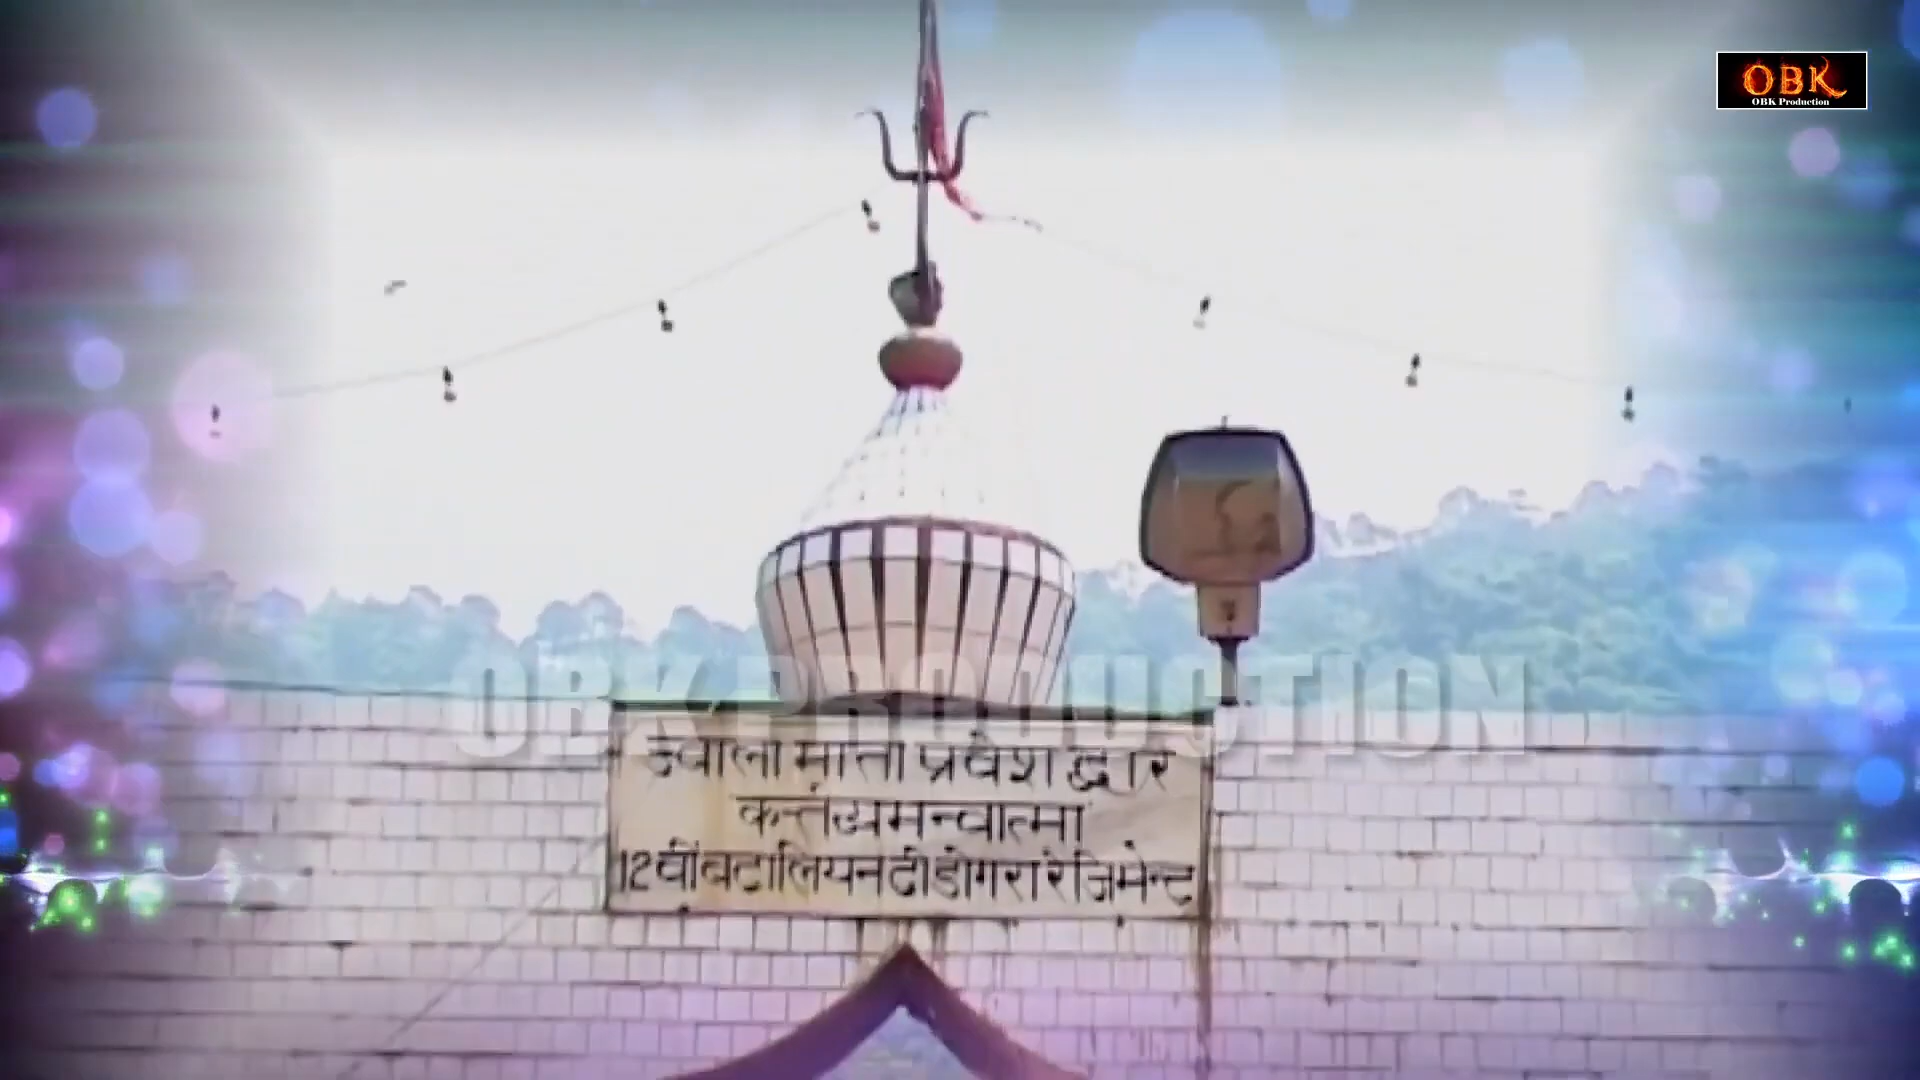 OBK
OBK Production
OBK PRODUCTION
ज्वाला माता प्रवेश द्वार
कर्त्तव्यमन्वात्मा
12वीं बटालियन दी डोगरा रेजिमेन्ट